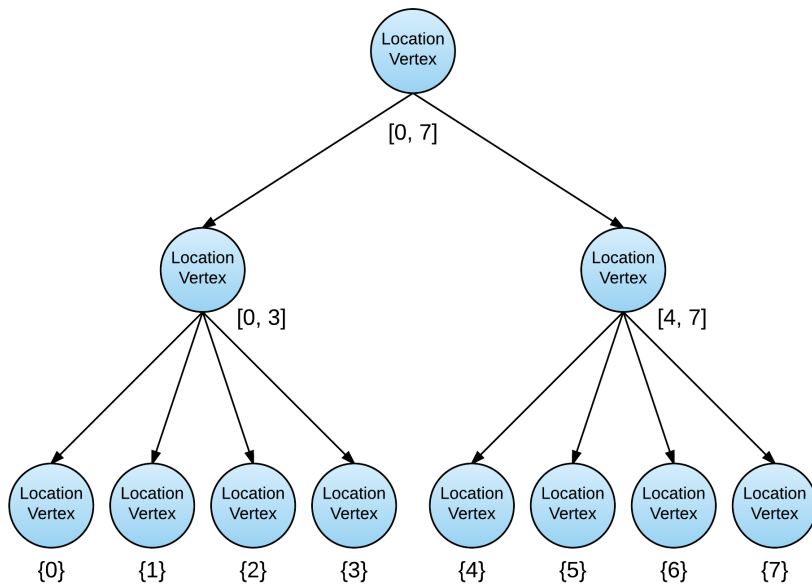 Location
Vertex
[0, 7]
Location
Vertex
Location
Vertex
[0, 3]
[4, 7]
Location
Vertex
Location
Vertex
Location
Vertex
Location
Vertex
Location
Vertex
Location
Vertex
Location
Vertex
Location
Vertex
{0}
{1}
{2}
{3}
{4}
{5}
{6}
{7}